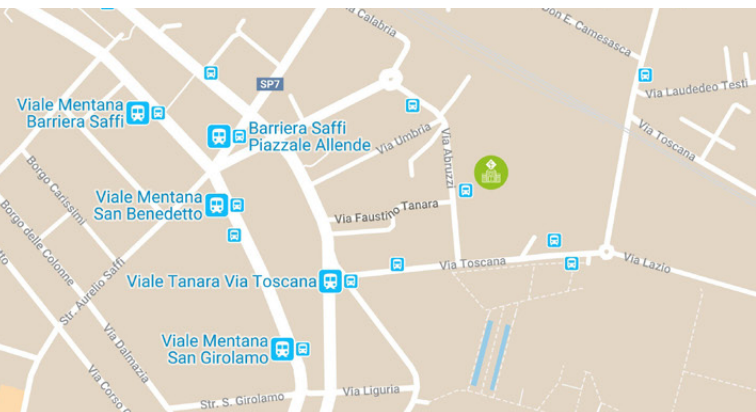 Via Calabria
Don E. Camesasca
SP7
Via Laudedeo Testi
Viale Mentana
Barriera Saffi
Barriera Saffi
Piazzale Allende
Via Umbria
Via Abruzzi
Via Toscana
Borgo Carissimi
Viale Mentana
San Benedetto
Via Faustino Tanara
Borgo delle Colonne
Via Toscana
Via Lazio
Str. Aurelio Saffi
Viale Tanara Via Toscana
Via Dalmazia
Viale Mentana
San Girolamo
Via Corso
Str. S. Girolamo
Via Liguria